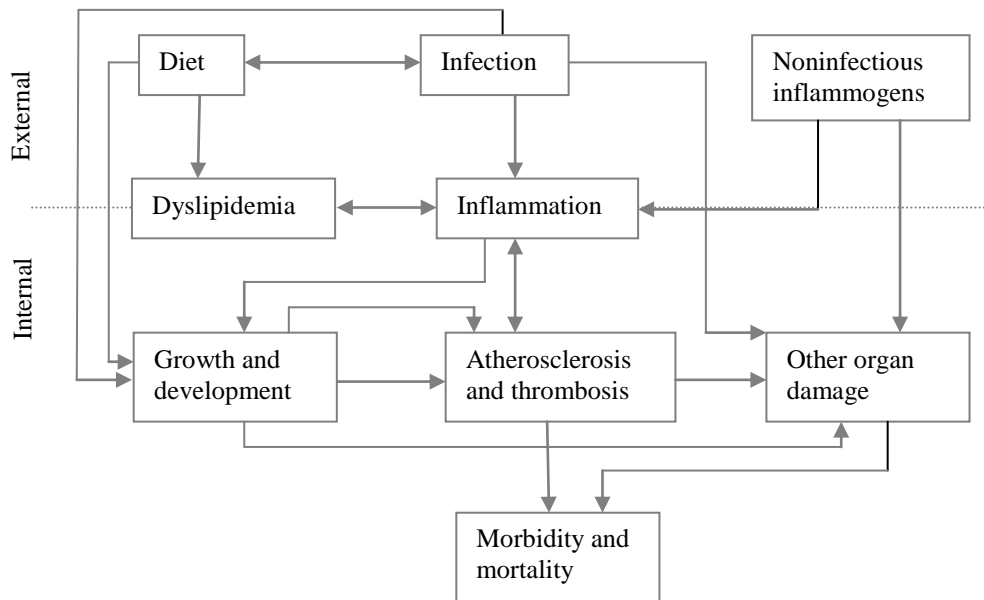 External
Diet
Infection
Noninfectious
inflammogens
Dyslipidemia
Inflammation
Internal
Growth and
development
Atherosclerosis
and thrombosis
Other organ
damage
Morbidity and
mortality